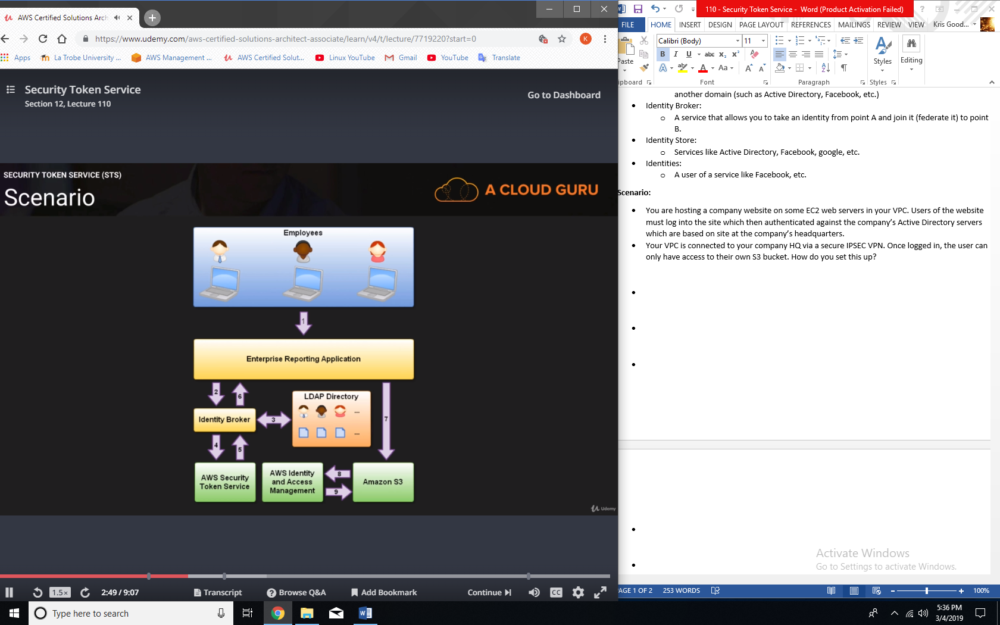 AWS Certified Solutions Arch
110 - Security Token Service - Word (Product Activation Failed)
https://www.udemy.com/aws-certified-solutions-architect-associate/learn/v4/t/lecture/7719220?start=0
K
Apps
La Trobe University ...
AWS Management ...
AWS Certified Solut...
Linux YouTube
Gmail
YouTube
Translate
Security Token Service
Section 12, Lecture 110
Go to Dashboard
SECURITY TOKEN SERVICE (STS)
Scenario
A CLOUD GURU
Employees
1
Enterprise Reporting Application
2
6
LDAP Directory
...
Identity Broker
3
7
...
4
5
AWS Security
Token Service
AWS Identity
and Access
Management
8
9
Amazon S3
Udemy
1.5×
2:49 / 9:07
Transcript
Browse Q&A
Add Bookmark
Continue
CC
FILE
HOME
INSERT
DESIGN
PAGE LAYOUT
REFERENCES
MAILINGS
REVIEW
VIEW
Kris Good...
Paste
Calibri (Body)
11
B I U abc x₂ x²
A aby A Aa A A
Styles
Editing
ipboard
Font
Paragraph
Styles
another domain (such as Active Directory, Facebook, etc.)
• Identity Broker:
o A service that allows you to take an identity from point A and join it (federate it) to point
B.
• Identity Store:
o Services like Active Directory, Facebook, google, etc.
• Identities:
o A user of a service like Facebook, etc.
Scenario:
• You are hosting a company website on some EC2 web servers in your VPC. Users of the website
must log into the site which then authenticated against the company’s Active Directory servers
which are based on site at the company’s headquarters.
• Your VPC is connected to your company HQ via a secure IPSEC VPN. Once logged in, the user can
only have access to their own S3 bucket. How do you set this up?
Activate Windows
Go to Settings to activate Windows.
AGE 1 OF 2
253 WORDS
100%
Type here to search
5:36 PM
3/4/2019